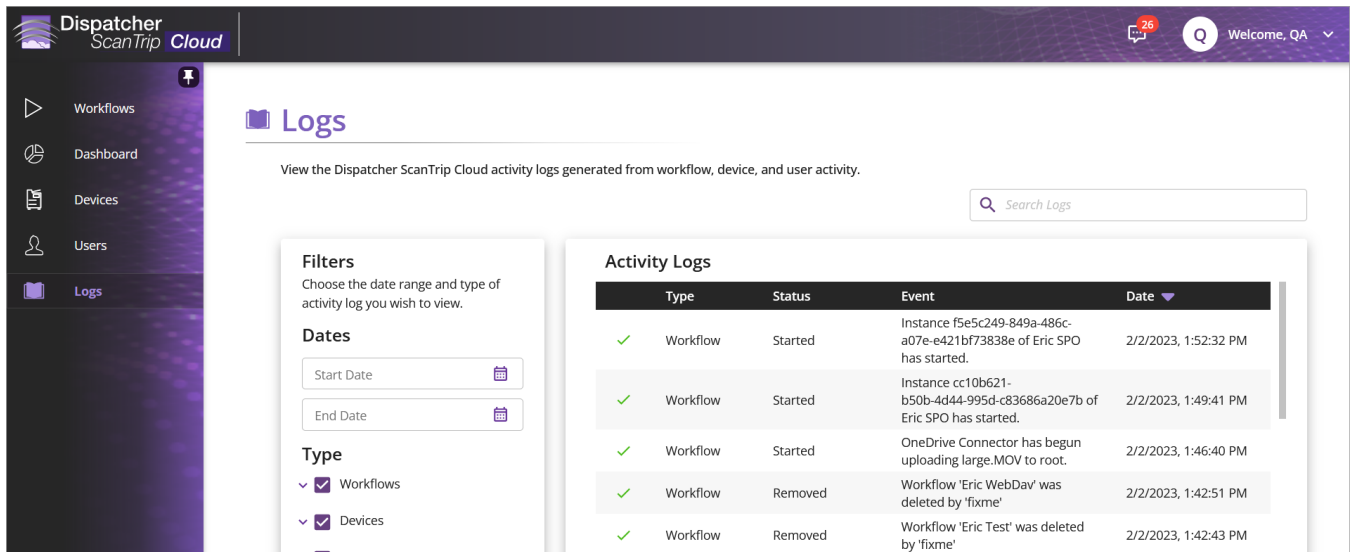 Dispatcher
ScanTrip Cloud
26
Q
Welcome, QA
Workflows
Dashboard
Devices
Users
Logs
Logs
View the Dispatcher ScanTrip Cloud activity logs generated from workflow, device, and user activity.
Search Logs
Filters
Choose the date range and type of
activity log you wish to view.
Dates
Start Date
End Date
Type
Workflows
Devices
Activity Logs
Type Status Event Date
Workflow Started Instance f5e5c249-849a-486c-
a07e-e421bf73838e of Eric SPO
has started. 2/2/2023, 1:52:32 PM
Workflow Started Instance cc10b621-
b50b-4d44-995d-c83686a20e7b of
Eric SPO has started. 2/2/2023, 1:49:41 PM
Workflow Started OneDrive Connector has begun
uploading large.MOV to root. 2/2/2023, 1:46:40 PM
Workflow Removed Workflow 'Eric WebDav' was
deleted by 'fixme' 2/2/2023, 1:42:51 PM
Workflow Removed Workflow 'Eric Test' was deleted
by 'fixme' 2/2/2023, 1:42:43 PM